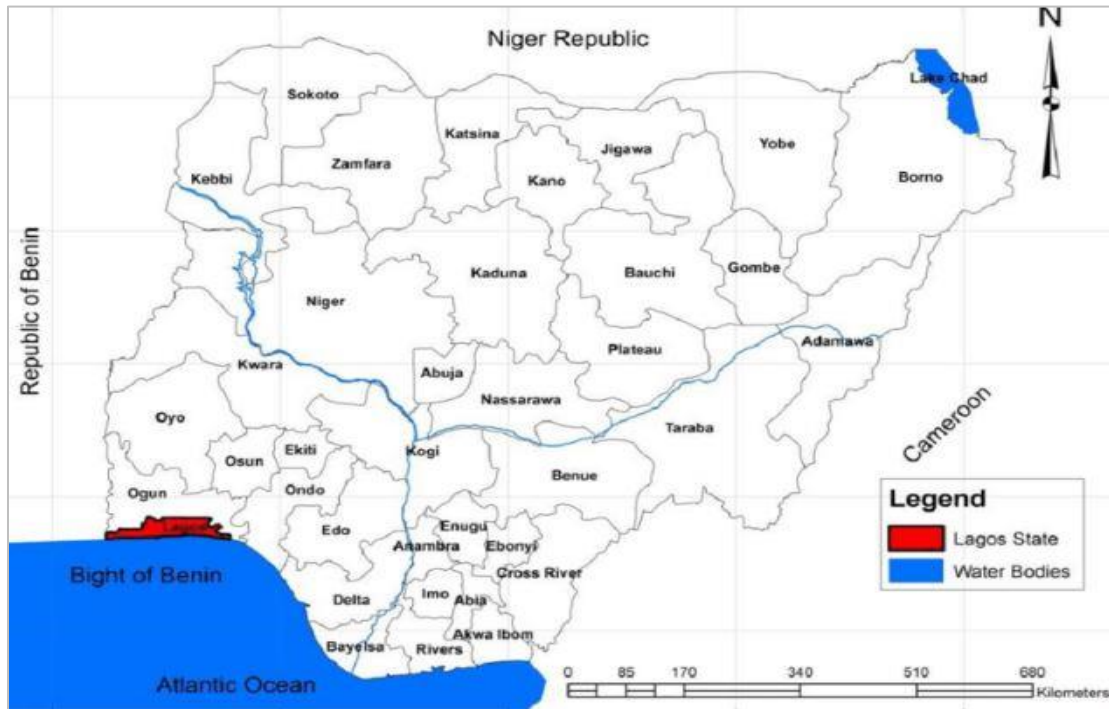 N
Niger Republic
Lake Chad
Sokoto
Katsina
Yobe
Jigawa
Zamfara
Kano
Borno
Kebbi
Republic of Benin
Bauchi
Gombe
Kaduna
Niger
Adamawa
Plateau
Kwara
Abuja
Nassarawa
Oyo
Taraba
Cameroon
Kogi
Ekiti
Osun
Benue
Ogun
Ondo
Legend
Lagos
Edo
Enugu
Lagos State
Anambra
Ebonyi
Bight of Benin
Cross River
Water Bodies
Delta
Imo
Abia
Akwa Ibom
Bayelsa
Rivers
Atlantic Ocean
0 85 170 340 510 680
Kilometers